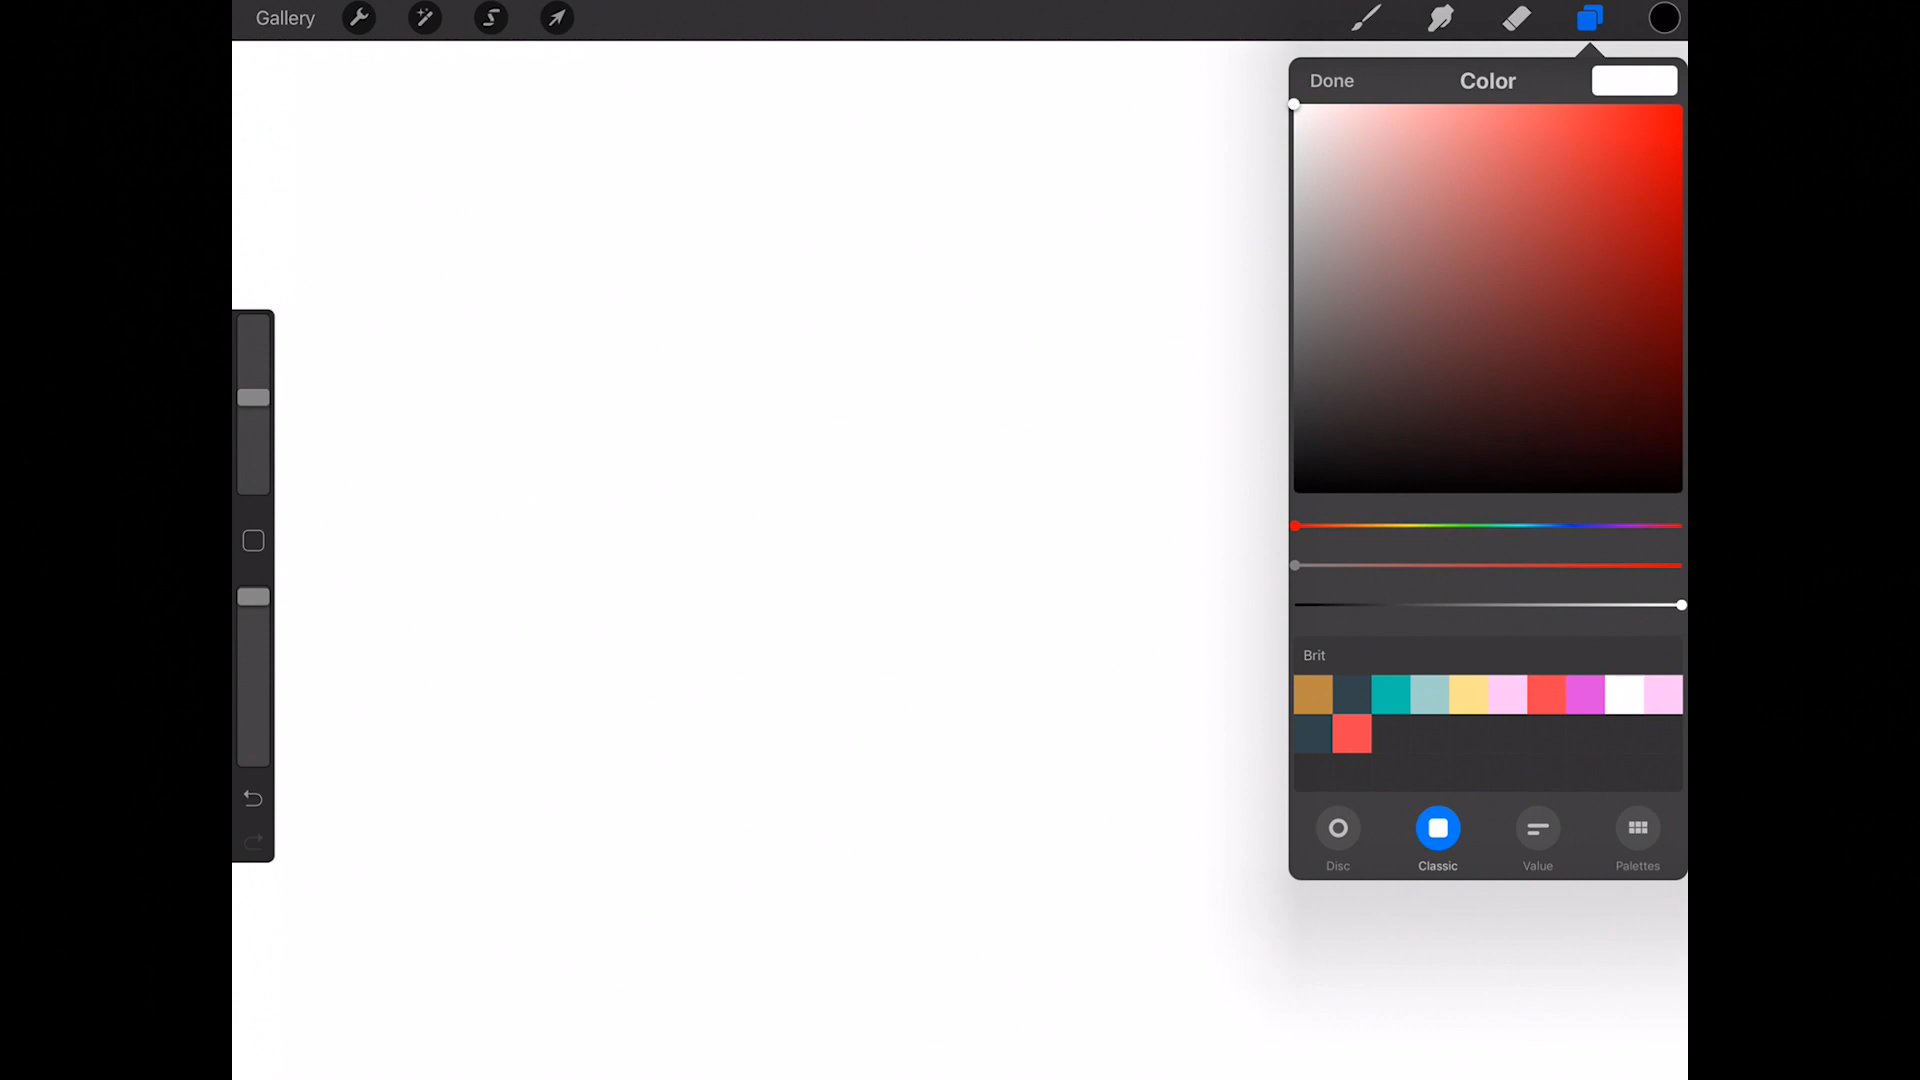 Gallery
Done
Color
Brit
Disc
Classic
Value
Palettes